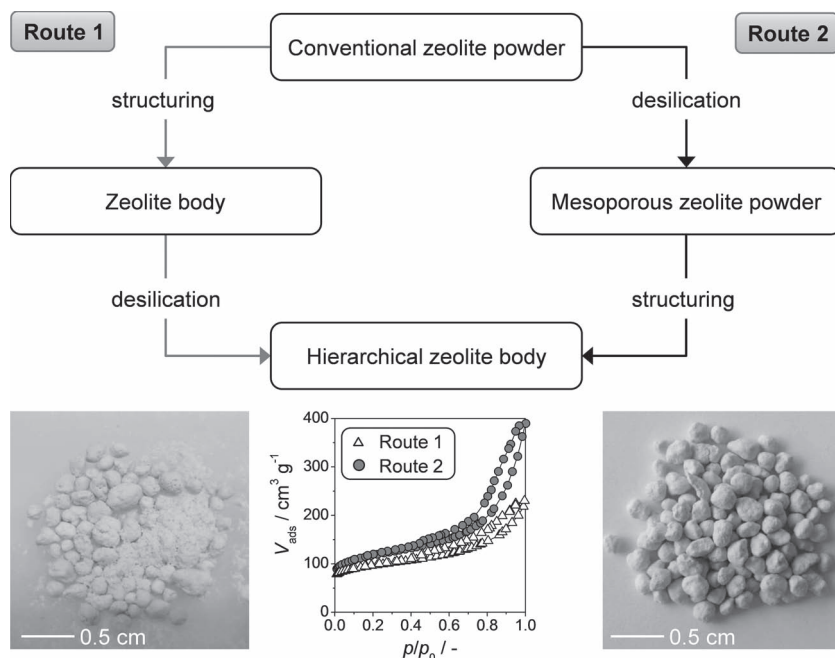 Route 1
Conventional zeolite powder
Route 2
structuring
desilication
Zeolite body
Mesoporous zeolite powder
desilication
structuring
Hierarchical zeolite body
400
300
200
100
0
Route 1
Route 2
V_ads / cm³ g⁻¹
0.0 0.2 0.4 0.6 0.8 1.0
p/p₀ / -
0.5 cm
0.5 cm